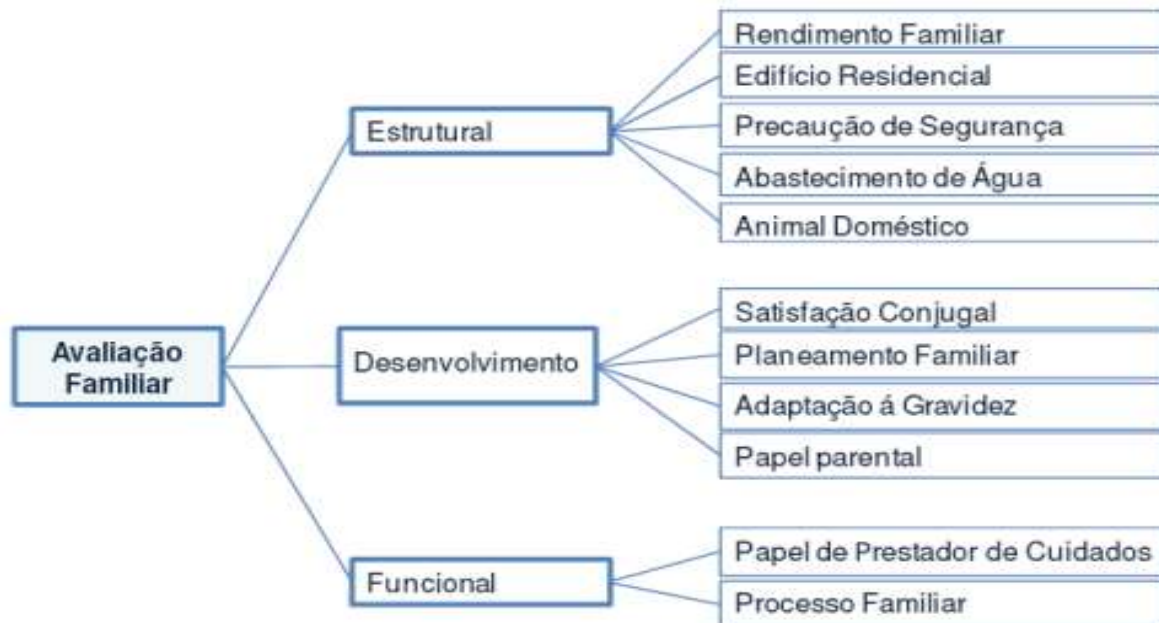 Avaliação
Familiar
Estrutural
Rendimento Familiar
Edifício Residencial
Precaução de Segurança
Abastecimento de Água
Animal Doméstico
Desenvolvimento
Satisfação Conjugal
Planeamento Familiar
Adaptação á Gravidez
Papel parental
Funcional
Papel de Prestador de Cuidados
Processo Familiar